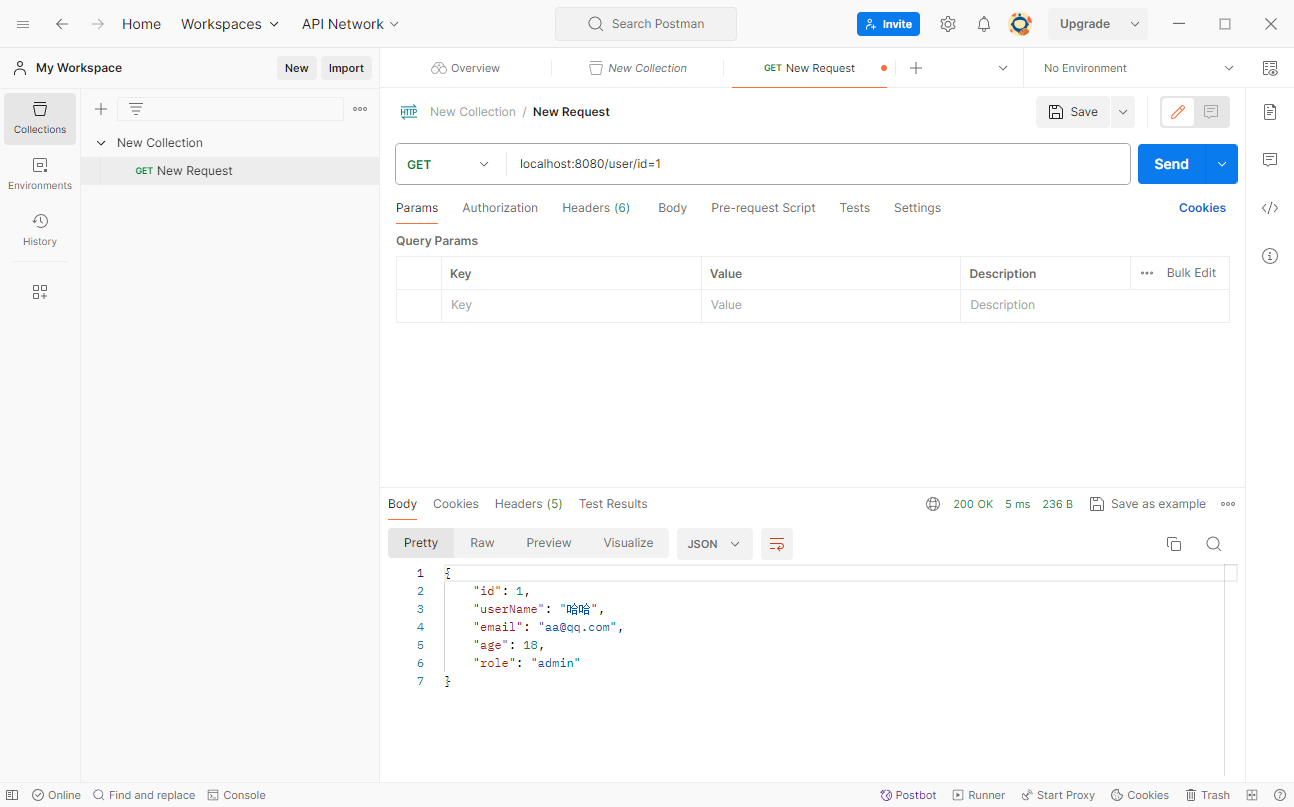 Home Workspaces API Network Search Postman Invite Upgrade
My Workspace New Import Overview New Collection GET New Request No Environment
Collections
Environments
History
New Collection
GET New Request
HTTP New Collection / New Request Save
GET localhost:8080/user/id=1 Send
Params Authorization Headers (6) Body Pre-request Script Tests Settings Cookies
Query Params
Key Value Description ••• Bulk Edit
Key Value Description
Body Cookies Headers (5) Test Results 200 OK 5 ms 236 B Save as example
Pretty Raw Preview Visualize JSON
1 {
2 "id": 1,
3 "userName": "哈哈",
4 "email": "aa@qq.com",
5 "age": 18,
6 "role": "admin"
7 }
Online Find and replace Console Postbot Runner Start Proxy Cookies Trash